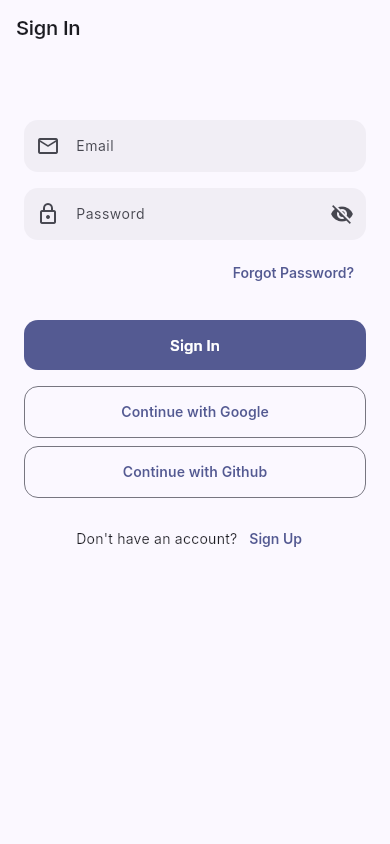 Sign In
Email
Password
Forgot Password?
Sign In
Continue with Google
Continue with Github
Don't have an account? Sign Up